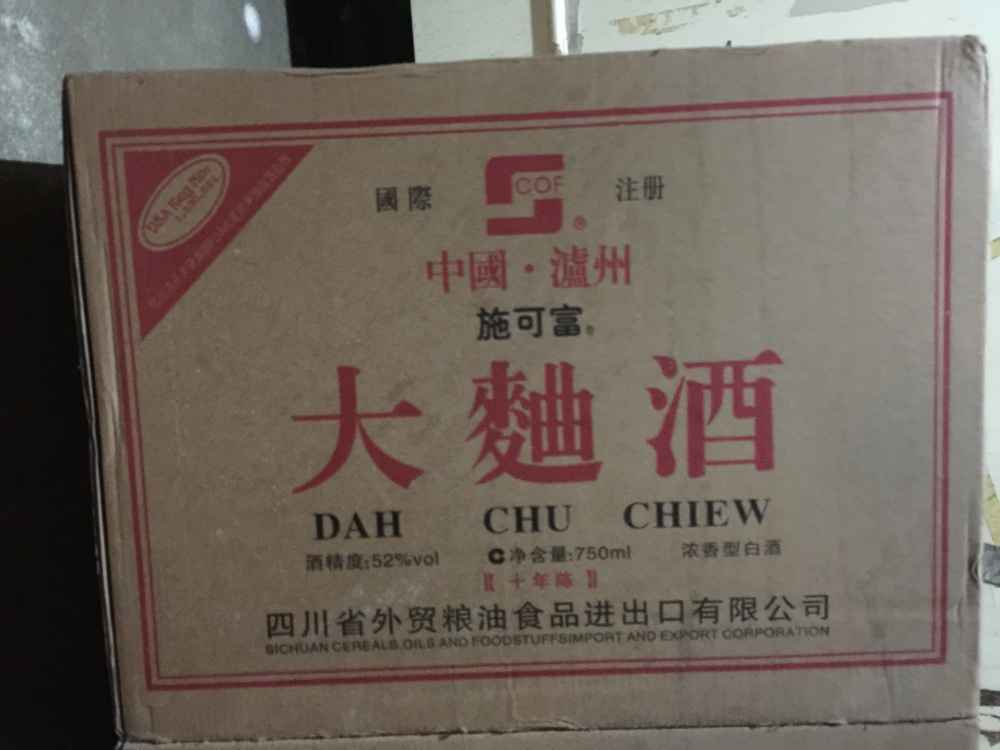 國際
COF
®
注册
中國·瀘州
施可富
大麯酒
DAH CHU CHIEW
酒精度:52%vol
C净含量:750ml
浓香型白酒
【十年陈】
四川省外贸粮油食品进出口有限公司
SICHUAN CEREALS.OILS AND FOODSTUFFSIMPORT AND EXPORT CORPORATION